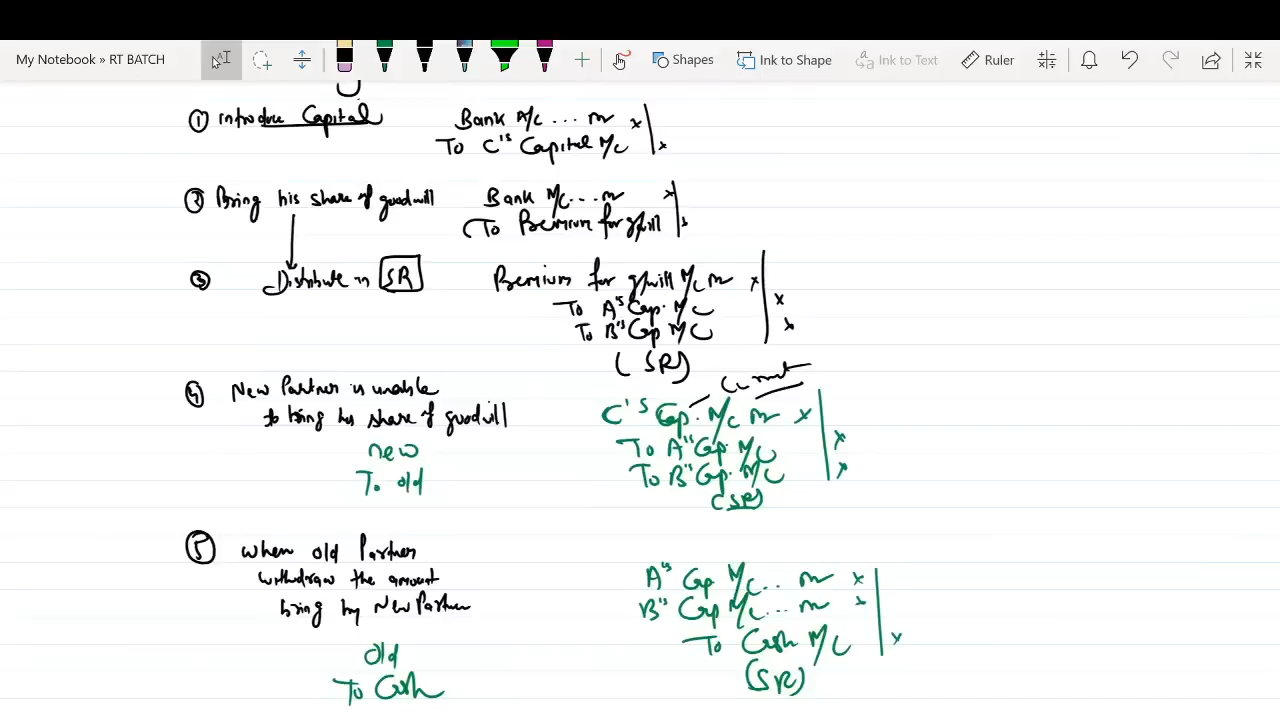 My Notebook » RT BATCH
Shapes
Ink to Shape
Ink to Text
Ruler
① introduce Capital
Bank A/c ... Dr x
To C's Capital A/c x
② Bring his share of goodwill
Bank A/c ... Dr x
To Premium for g/will x
③ Distribute in SR
Premium for g/will A/c Dr x
To A's Cap. A/c x
To B's Cap A/c x
(SR)
④ New Partner is unable
to bring his share of goodwill
new
To old
Current
C's Cap. A/c Dr x
To A's Cap. A/c x
To B's Cap. A/c x
(SR)
⑤ When old Partner
withdraw the amount
bring by New Partner
old
To Cash
A's Cap A/c ... Dr x
B's Cap A/c ... Dr x
To Cash A/c x
(SR)